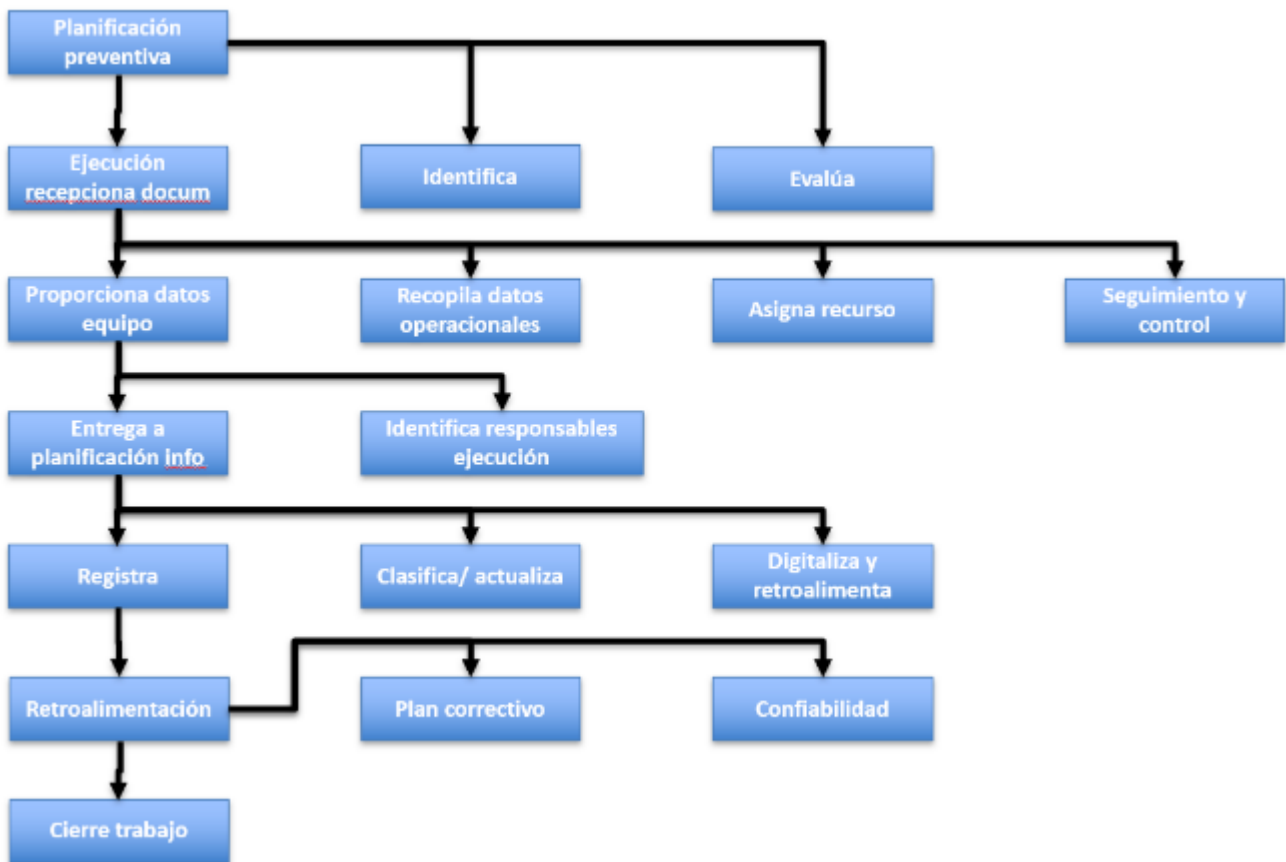 Planificación
preventiva
Ejecución
recepciona docum
Identifica
Evalúa
Proporciona datos
equipo
Recopila datos
operacionales
Asigna recurso
Seguimiento y
control
Entrega a
planificación info
Identifica responsables
ejecución
Registra
Clasifica/ actualiza
Digitaliza y
retroalimenta
Retroalimentación
Plan correctivo
Confiabilidad
Cierre trabajo